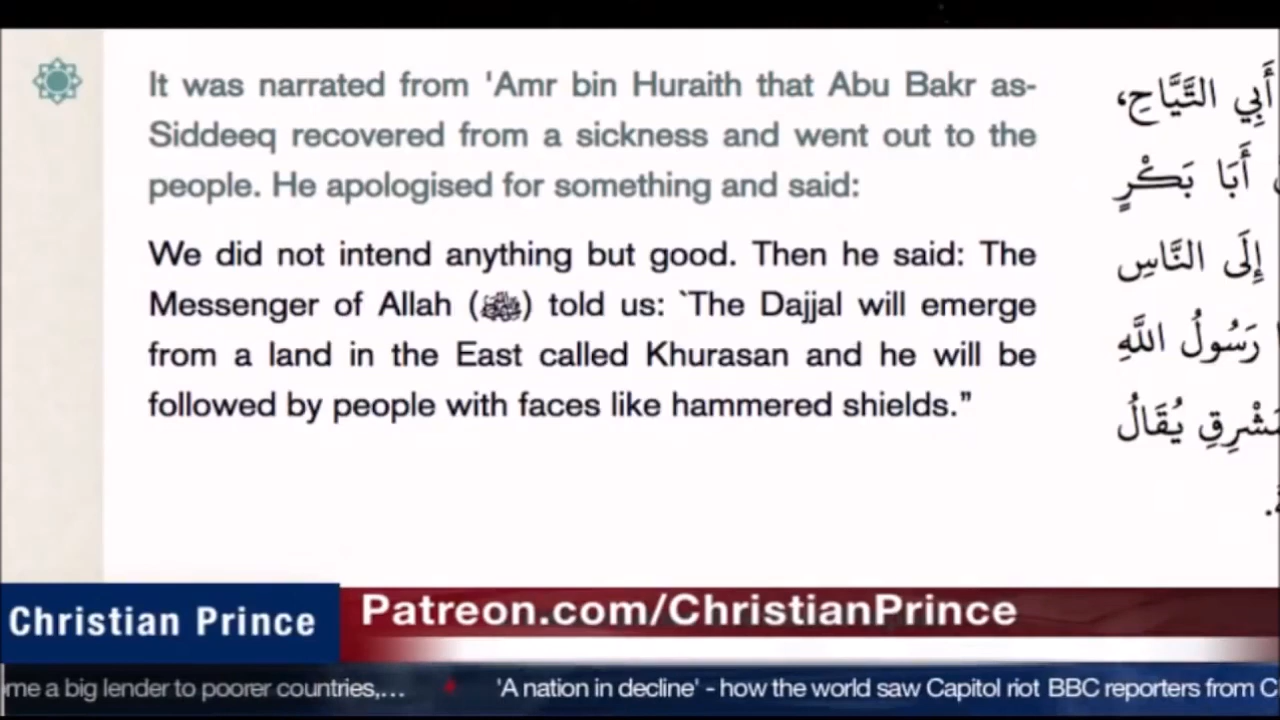 It was narrated from 'Amr bin Huraith that Abu Bakr as-
Siddeeq recovered from a sickness and went out to the
people. He apologised for something and said:
We did not intend anything but good. Then he said: The
Messenger of Allah (ﷺ) told us: `The Dajjal will emerge
from a land in the East called Khurasan and he will be
followed by people with faces like hammered shields.”
أَبِي التَّيَّاحِ،
أَبَا بَكْرٍ
إِلَى النَّاسِ
رَسُولُ اللَّهِ
يُقَالُ
Christian Prince
Patreon.com/ChristianPrince
me a big lender to poorer countries,... 'A nation in decline' - how the world saw Capitol riot BBC reporters from C